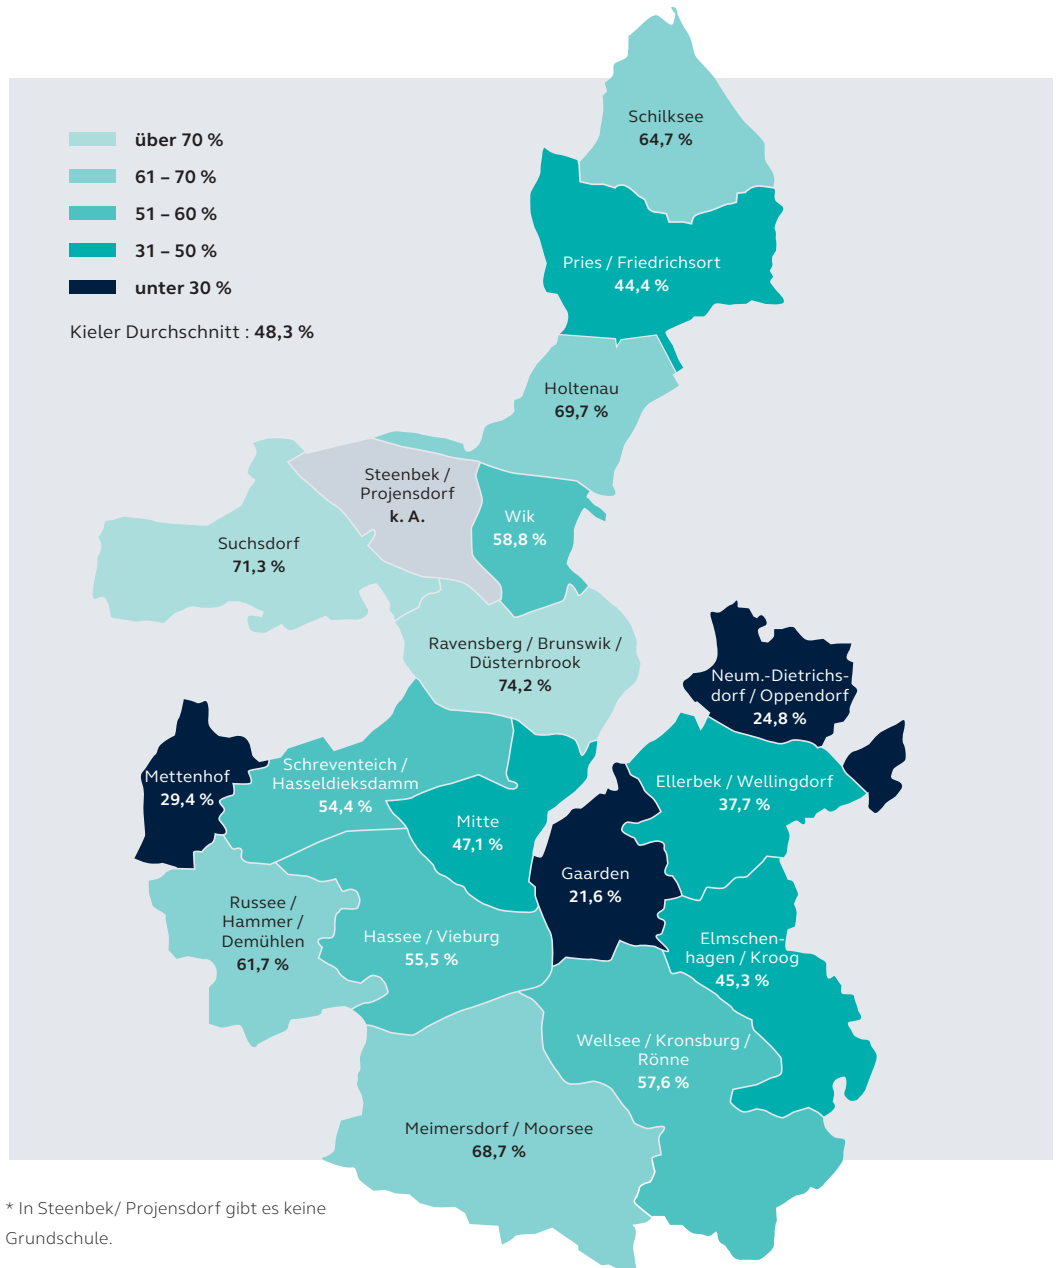 über 70 %
61 – 70 %
51 – 60 %
31 – 50 %
unter 30 %
Kieler Durchschnitt : 48,3 %
Schilksee
64,7 %
Pries / Friedrichsort
44,4 %
Holtenau
69,7 %
Steenbek /
Projensdorf
k. A.
Wik
58,8 %
Suchsdorf
71,3 %
Ravensberg / Brunswik /
Düsternbrook
74,2 %
Neum.-Dietrichs-
dorf / Oppendorf
24,8 %
Mettenhof
29,4 %
Schreventeich /
Hasseldieksdamm
54,4 %
Ellerbek / Wellingdorf
37,7 %
Mitte
47,1 %
Gaarden
21,6 %
Russee /
Hammer /
Demühlen
61,7 %
Hassee / Vieburg
55,5 %
Elmschen-
hagen / Kroog
45,3 %
Wellsee / Kronsburg /
Rönne
57,6 %
Meimersdorf / Moorsee
68,7 %
* In Steenbek/ Projensdorf gibt es keine
Grundschule.